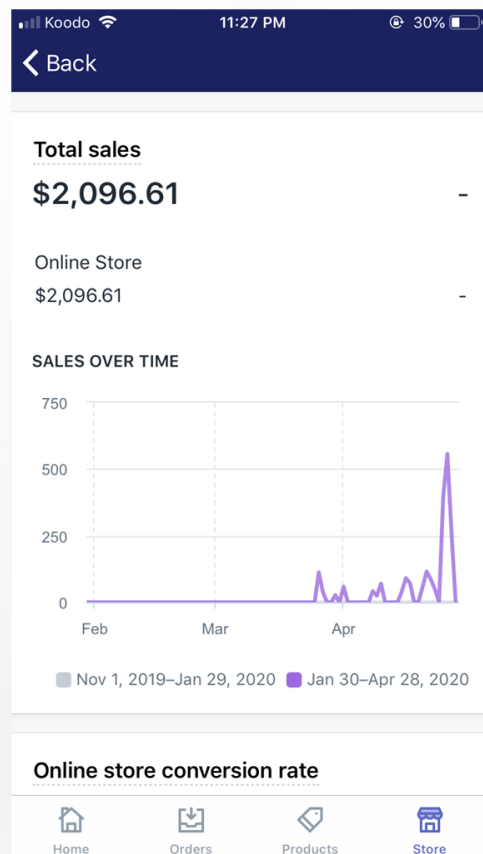 Koodo 11:27 PM 30%
Back
Total sales
$2,096.61 -
Online Store
$2,096.61 -
SALES OVER TIME
750
500
250
0
Feb Mar Apr
Nov 1, 2019–Jan 29, 2020 Jan 30–Apr 28, 2020
Online store conversion rate
Home Orders Products Store